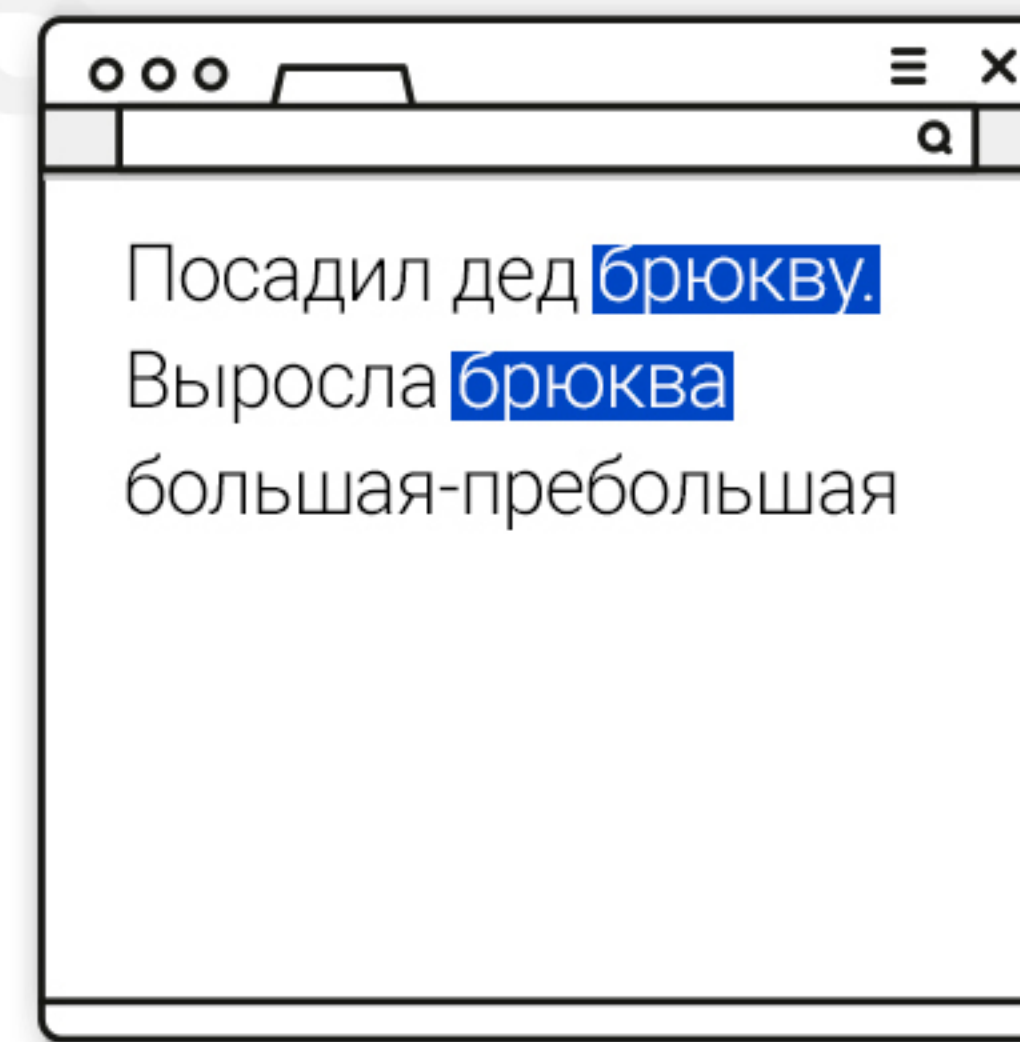 Посадил дед брюкву.
Выросла брюква
большая-пребольшая